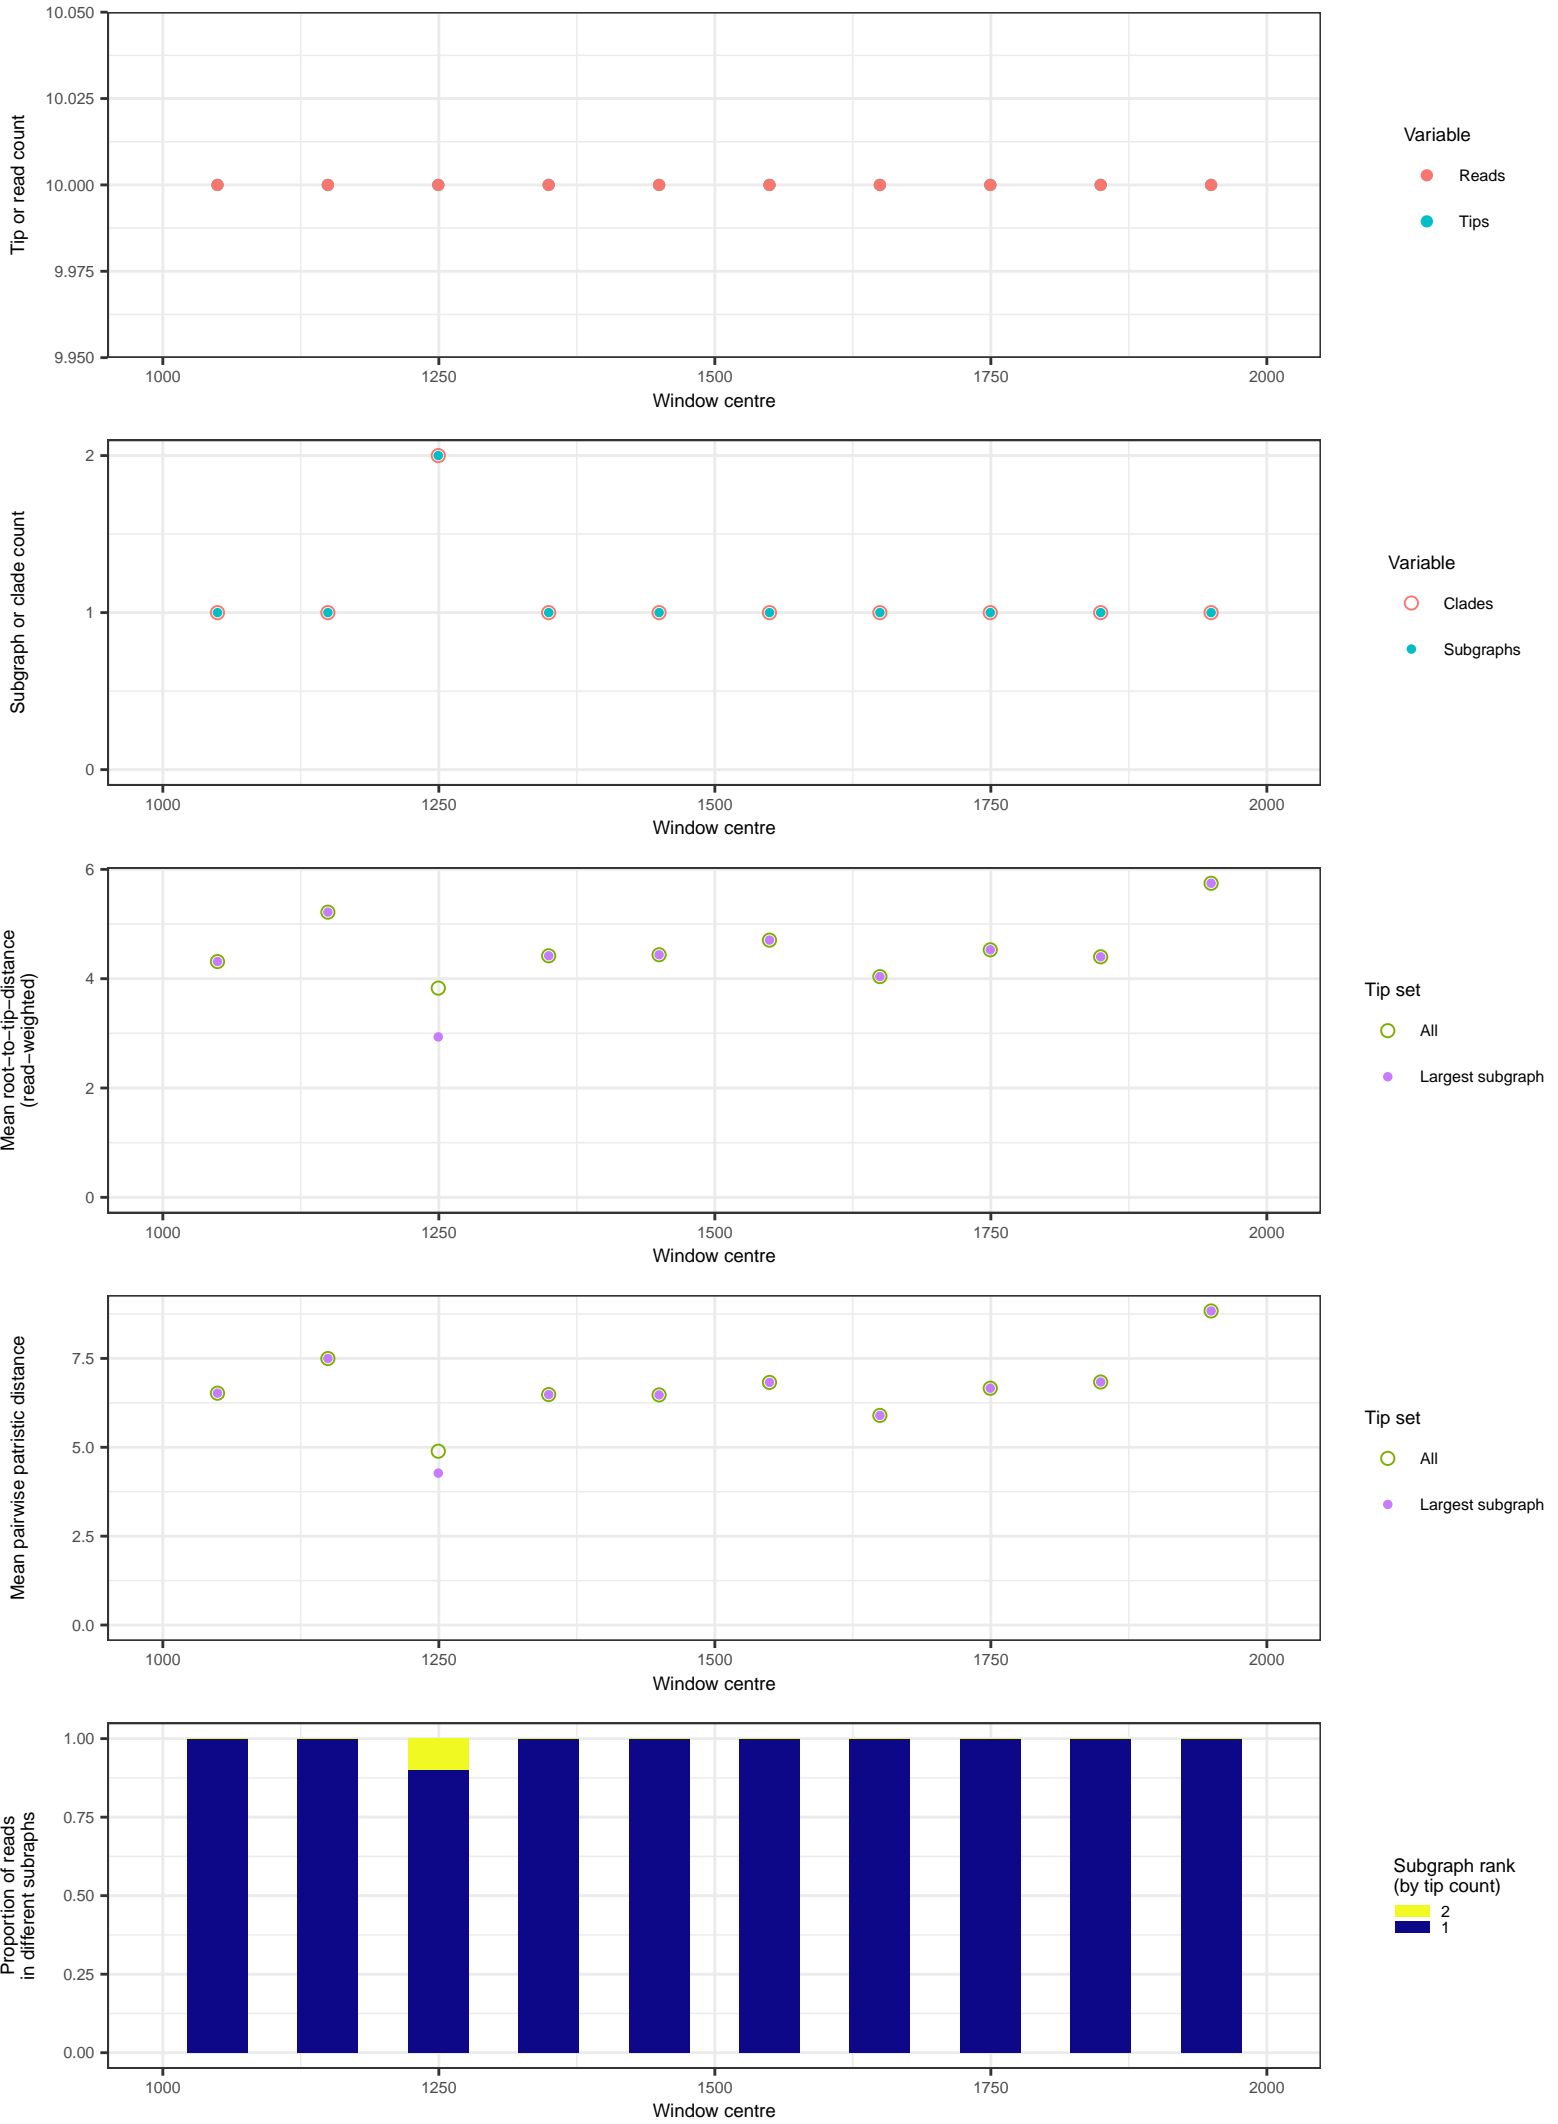 10.050
10.025
10.000
9.975
9.950
Tip or read count
1000 1250 1500 1750 2000
Window centre
Variable
Reads
Tips
2
1
0
Subgraph or clade count
1000 1250 1500 1750 2000
Window centre
Variable
Clades
Subgraphs
6
4
2
0
Mean root−to−tip−distance
(read−weighted)
1000 1250 1500 1750 2000
Window centre
Tip set
All
Largest subgraph
7.5
5.0
2.5
0.0
Mean pairwise patristic distance
1000 1250 1500 1750 2000
Window centre
Tip set
All
Largest subgraph
1.00
0.75
0.50
0.25
0.00
Proportion of reads
in different subraphs
1000 1250 1500 1750 2000
Window centre
Subgraph rank
(by tip count)
2
1